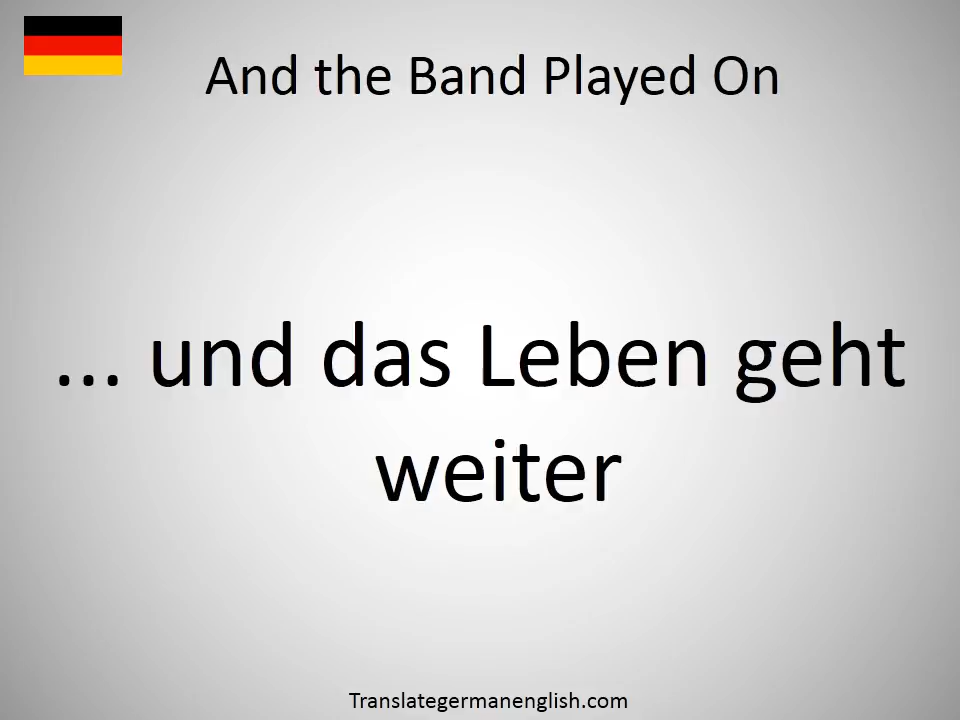 And the Band Played On
... und das Leben geht
weiter
Translategermanenglish.com